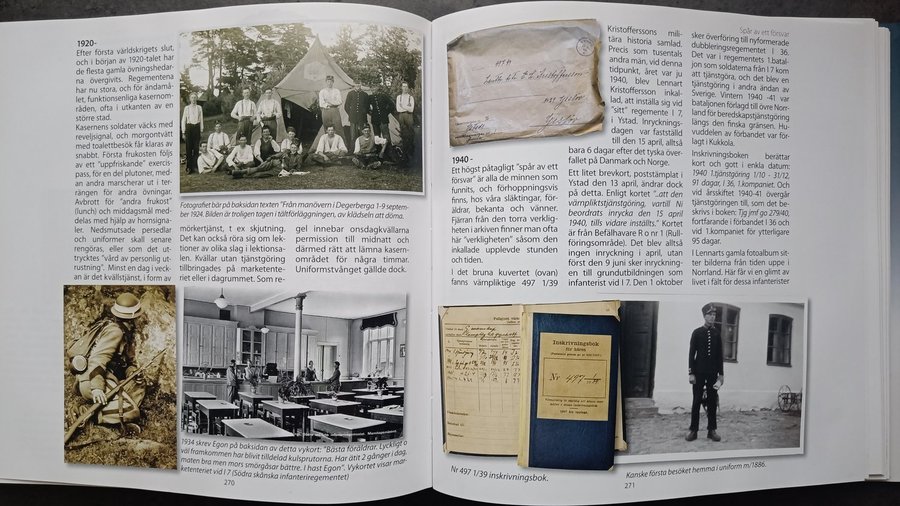 1920-
Efter första världskrigets slut,
och i början av 1920-talet har
de flesta gamla övningshedar-
na övergivits. Regementena
har nu stora, och för ändamå-
let, funktionsenliga kasernom-
råden, ofta i utkanten av en
större stad.
Kasernens soldater väcks med
reveljsignal, och morgontvätt
med toalettbesök får klaras av
snabbt. Första frukosten följs
av ett "uppfriskande" exercis-
pass, för en del plutoner, med-
an andra marscherar ut i ter-
rängen för andra övningar.
Avbrott för "andra frukost"
(lunch) och middagsmål med-
delas med hjälp av hornsigna-
ler. Nedsmutsade persedlar
och uniformer skall senare
rengöras, eller som det ut-
trycktes "vård av personlig ut-
rustning". Minst en dag i veck-
an är det kvällstjänst, i form av
Fotografiet bär på baksidan texten "Från manövern i Degerberga 1-9 septem-
ber 1924. Bilden är troligen tagen i tältförläggningen, av klädseln att döma.
mörkertjänst, t ex skjutning.
Det kan också röra sig om lek-
tioner av olika slag i lektionssa-
len. Kvällar utan tjänstgöring
tillbringades på marketente-
riet eller i dagrummet. Som re-
gel innebar onsdagkvällarna
permission till midnatt och
därmed rätt att lämna kasern-
området för några timmar.
Uniformstvånget gällde dock.
1934 skrev Egon på baksidan av detta vykort: "Bästa föräldrar. Lyckligt o
väl framkommen har blivit tilldelad kulsprutorna. Har ätit 2 gånger i dag,
maten bra men mors smörgåsar bättre. I hast Egon". Vykortet visar mar-
ketenteriet vid I 7 (Södra skånska infanteriregementet)
270
1940 -
Ett högst påtagligt "spår av ett
försvar" är alla de minnen som
funnits, och förhoppningsvis
finns, hos våra släktingar, för-
äldrar, bekanta och vänner.
Fjärran från den torra verklig-
heten i arkiven finner man ofta
här "verkligheten" såsom den
inkallade upplevde stunden
och tiden.
I det bruna kuvertet (ovan)
fanns värnpliktige 497 1/39
Kristofferssons mili-
tära historia samlad.
Precis som tusentals
andra män, vid denna
tidpunkt, året var ju
1940, blev Lennart
Kristoffersson inkal-
lad, att inställa sig vid
"sitt" regemente I 7,
i Ystad. Inryckning-
dagen var fastställd
till den 15 april, alltså
bara 6 dagar efter det tyske över-
fallet på Danmark och Norge.
Ett litet brevkort, poststämplat i
Ystad den 13 april, ändrar dock
på detta. Enligt kortet "..att den
värnpliktstjänstgöring, vartill Ni
beordrats inrycka den 15 april
1940, tills vidare inställts." Kortet
är från Befälhavare R o nr 1 (Rull-
föringsområde). Det blev alltså
ingen inryckning i april, utan
först den 9 juni sker inryckning-
en till grundutbildningen som
infanterist vid I 7. Den 1 oktober
Spår av ett försvar
sker överföring till nyformerade
dubbleringsregementet I 36.
Det var i regementets 1.batal-
jon som soldaterna från I 7 kom
att tjänstgöra, och det blev en
tjänstgöring i andra ändan av
Sverige. Vintern 1940 -41 var
bataljonen förlagd till övre Norr-
land för beredskapstjänstgöring
längs den finska gränsen. Hu-
vuddelen av förbandet var för-
lagt i Kukkola.
Inskrivningsboken berättar
kort och gott i enkla datum:
1940 1.tjänstgöring 1/10 - 31/12,
91 dagar, i 36, 1.kompaniet. Och
vid årsskiftet 1940-41 övergår
tjänstgöringen till, som det be-
skrivs i boken: Tjg jmf go 279/40,
fortfarande i förbandet I 36 och
vid 1.kompaniet för ytterligare
95 dagar.
I Lennarts gamla fotoalbum sit-
ter bilderna från tiden uppe i
Norrland. Här får vi en glimt av
livet i fält för dessa infanterister
Inskrivningsbok
för hären
Nr 497
Nr 497 1/39 inskrivningsbok.
Kanske första besöket hemma i uniform m/1886.
271